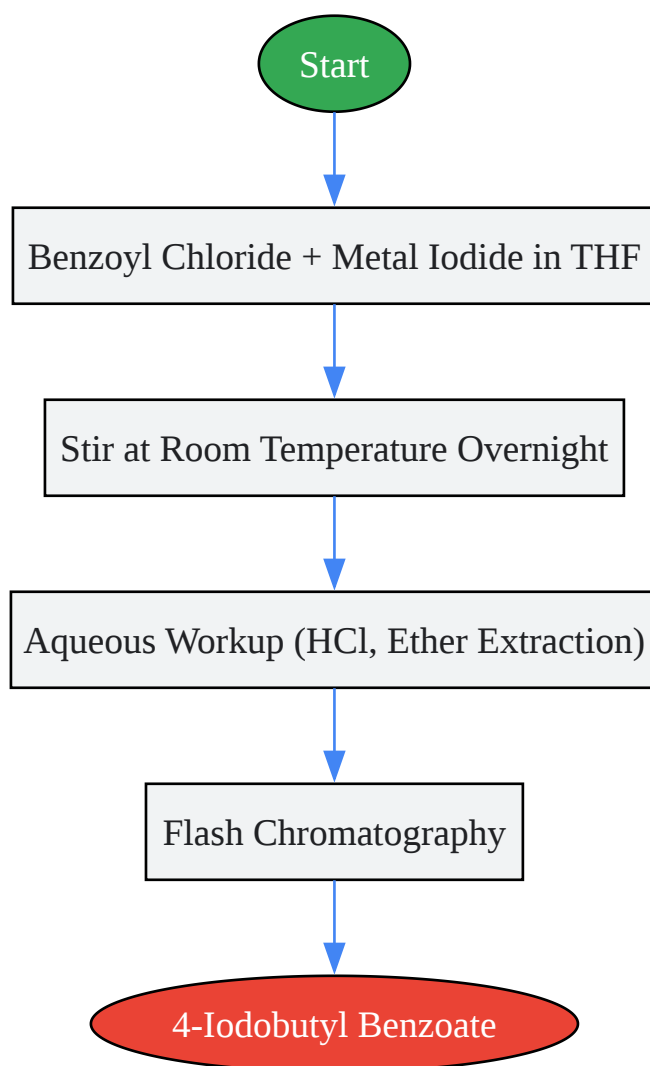 Start
Benzoyl Chloride + Metal Iodide in THF
Stir at Room Temperature Overnight
Aqueous Workup (HCl, Ether Extraction)
Flash Chromatography
4-Iodobutyl Benzoate